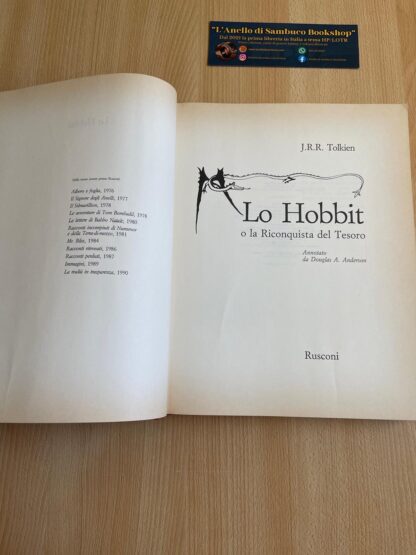 "L'Anello di Sambuco Bookshop"
Dal 2019 la prima libreria in Italia a tema HP/LOTR
J.R.R. Tolkien
Lo Hobbit
o la Riconquista del Tesoro
Annotato
da Douglas A. Anderson
Rusconi
Albero e foglia, 1976
Il Signore degli Anelli, 1977
Il Silmarillion, 1978
Le avventure di Tom Bombadil, 1978
Le lettere di Babbo Natale, 1980
Racconti incompiuti di Númenor
e della Terra-di-mezzo, 1981
Mr. Bliss, 1984
Racconti ritrovati, 1986
Racconti perduti, 1987
Immagini, 1989
La realtà in trasparenza, 1990